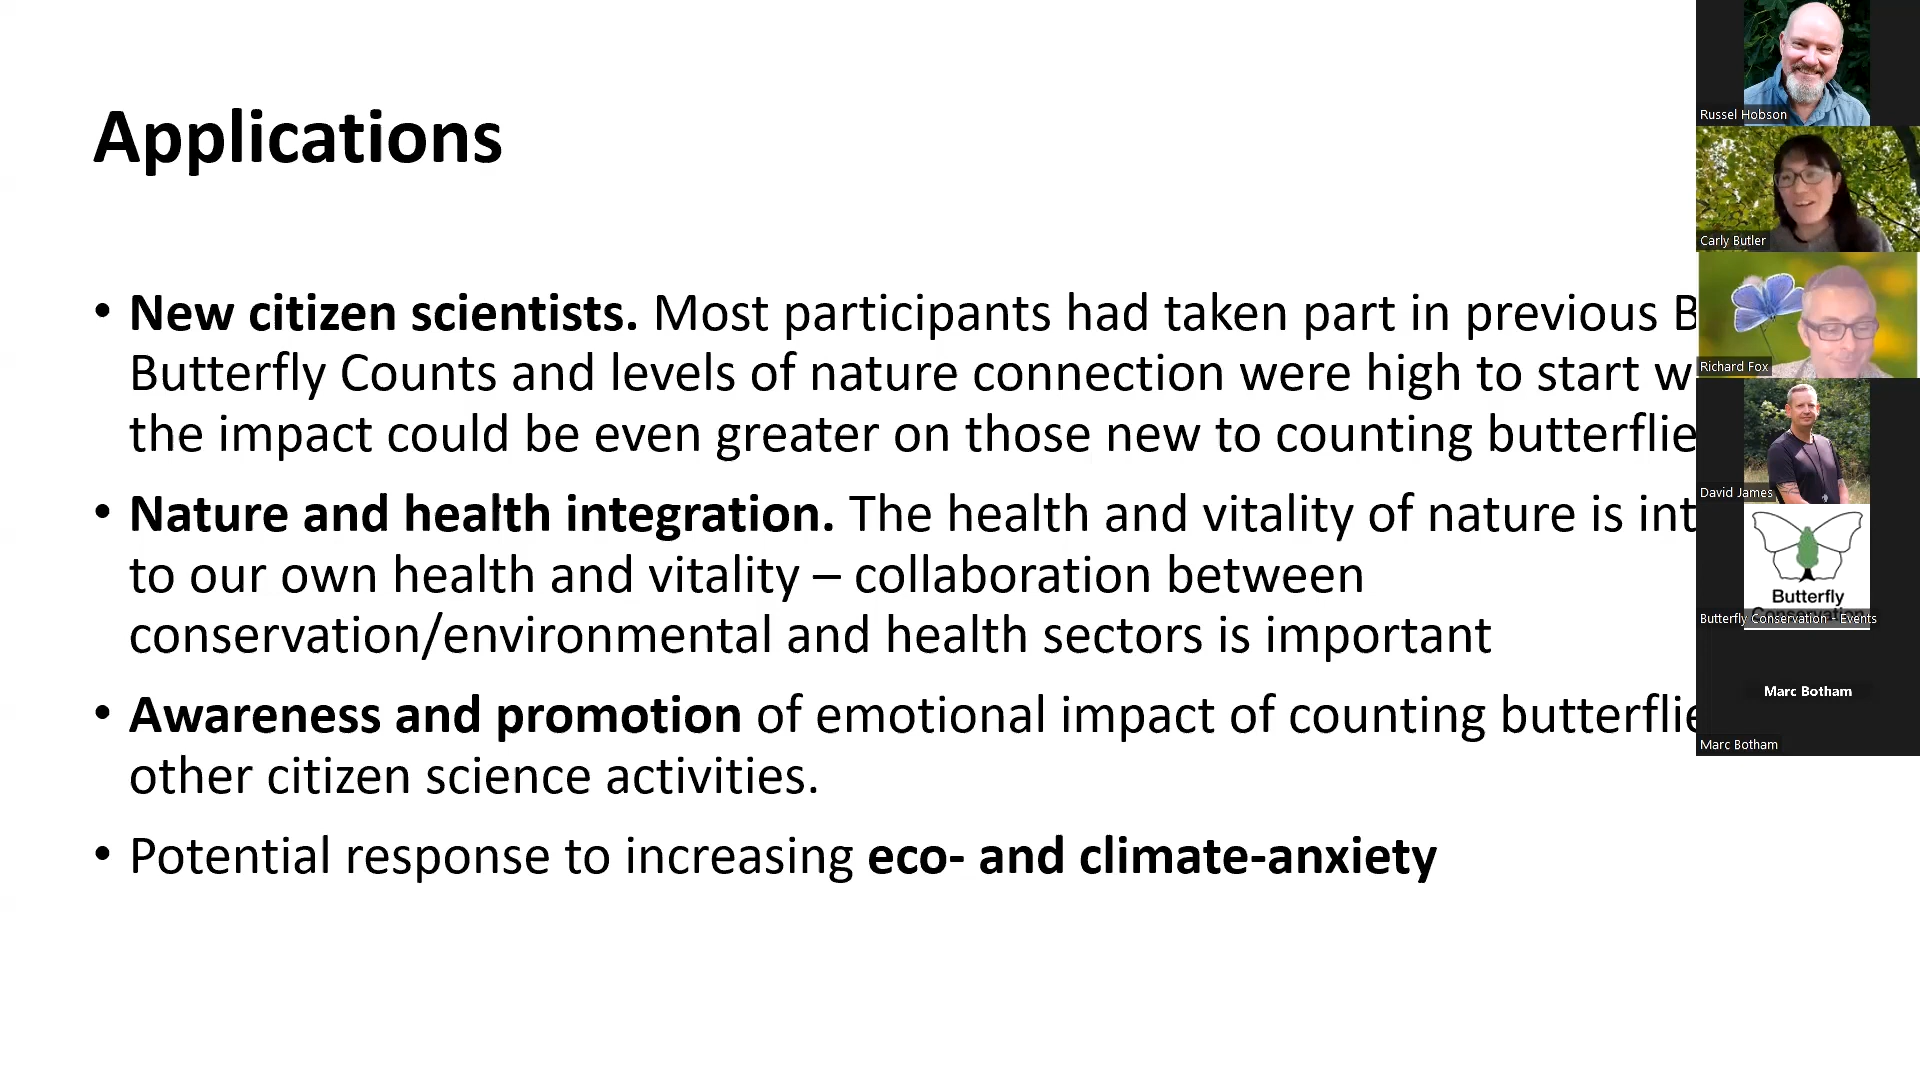 Applications
• New citizen scientists. Most participants had taken part in previous B
Butterfly Counts and levels of nature connection were high to start w
the impact could be even greater on those new to counting butterflie
• Nature and health integration. The health and vitality of nature is int
to our own health and vitality – collaboration between
conservation/environmental and health sectors is important
• Awareness and promotion of emotional impact of counting butterflie
other citizen science activities.
• Potential response to increasing eco- and climate-anxiety
Russel Hobson
Carly Butler
Richard Fox
David James
Butterfly
Conservation
Butterfly Conservation - Events
Marc Botham
Marc Botham